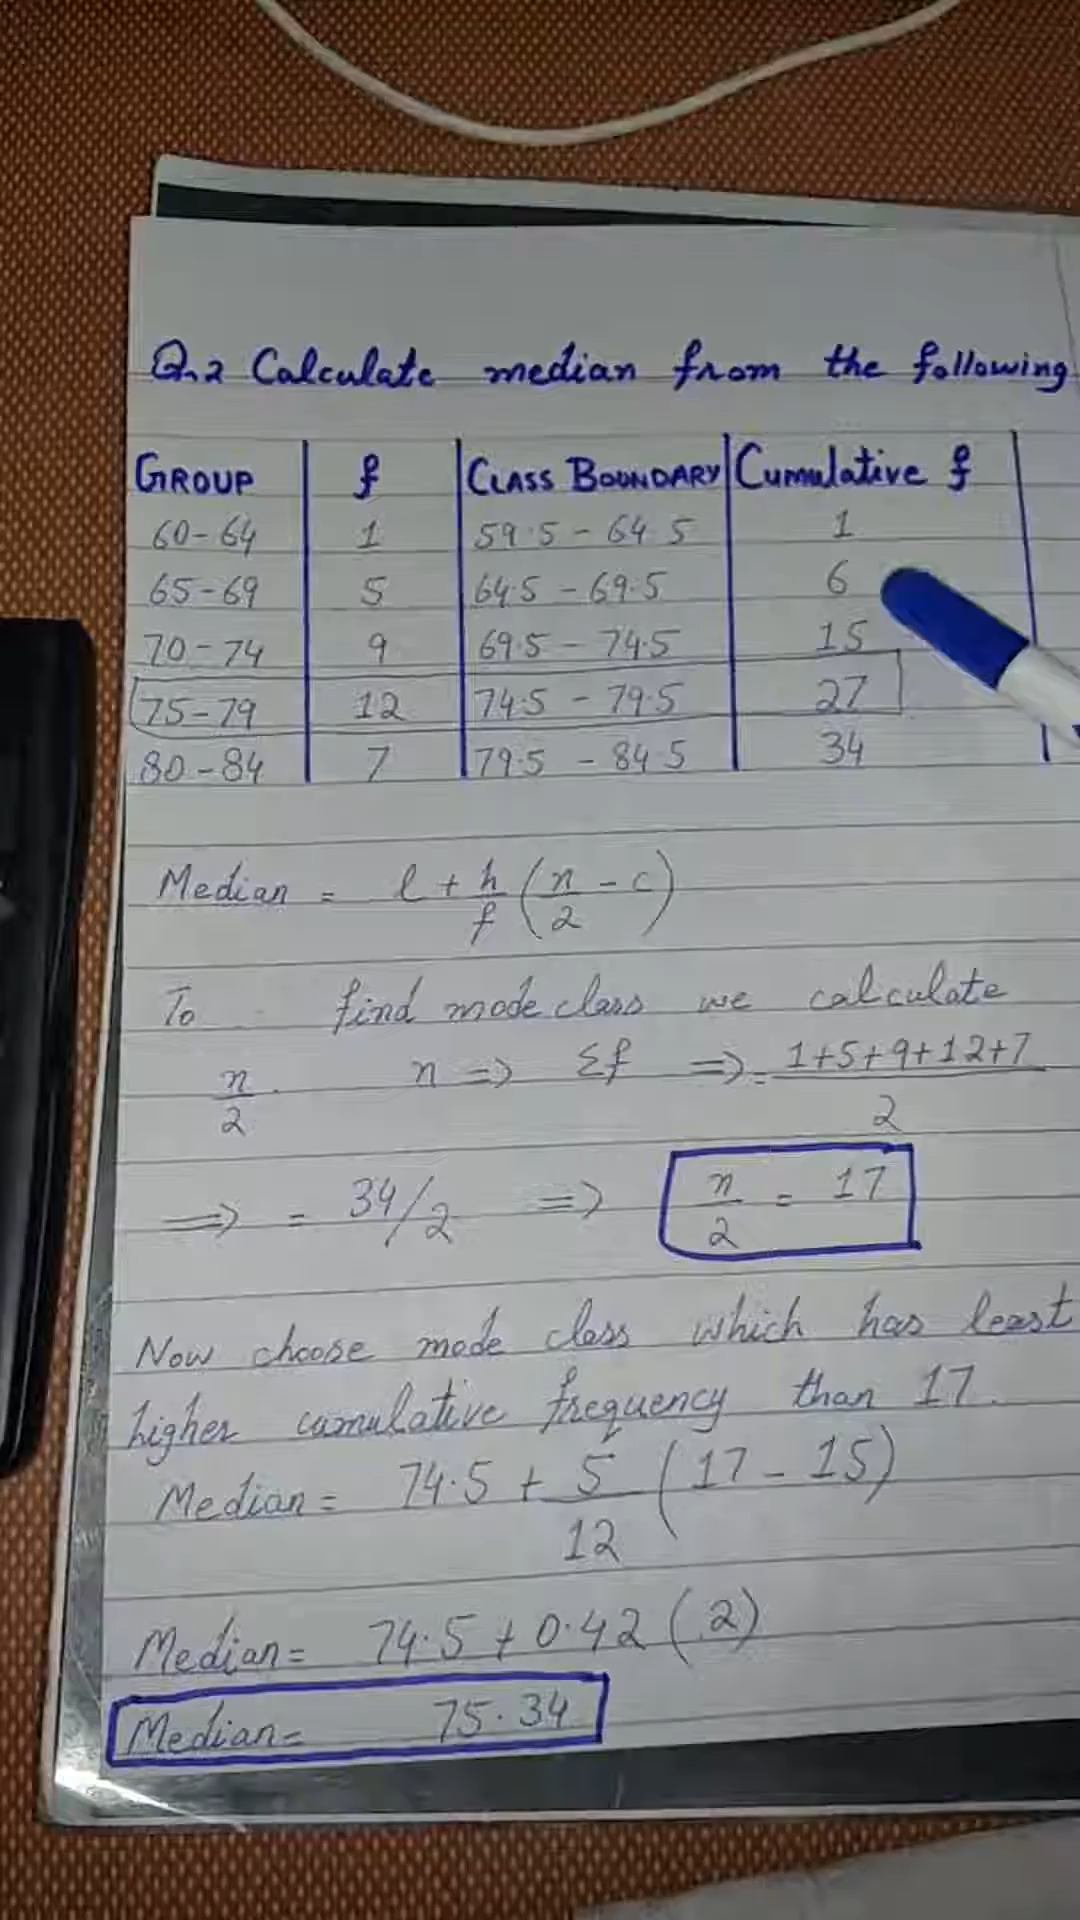 Q.2 Calculate median from the following
GROUP f CLASS BOUNDARY Cumulative f
60-64 1 59.5 - 64.5 1
65-69 5 64.5 - 69.5 6
70-74 9 69.5 - 74.5 15
75-79 12 74.5 - 79.5 27
80-84 7 79.5 - 84.5 34
Median = l + h/f (n/2 - c)
To find mode class we calculate
n/2 n => Σf => = 1+5+9+12+7 / 2
=> = 34/2 => n/2 = 17
Now choose mode class which has least
higher cumulative frequency than 17.
Median = 74.5 + 5/12 (17 - 15)
Median = 74.5 + 0.42 (2)
Median = 75.34